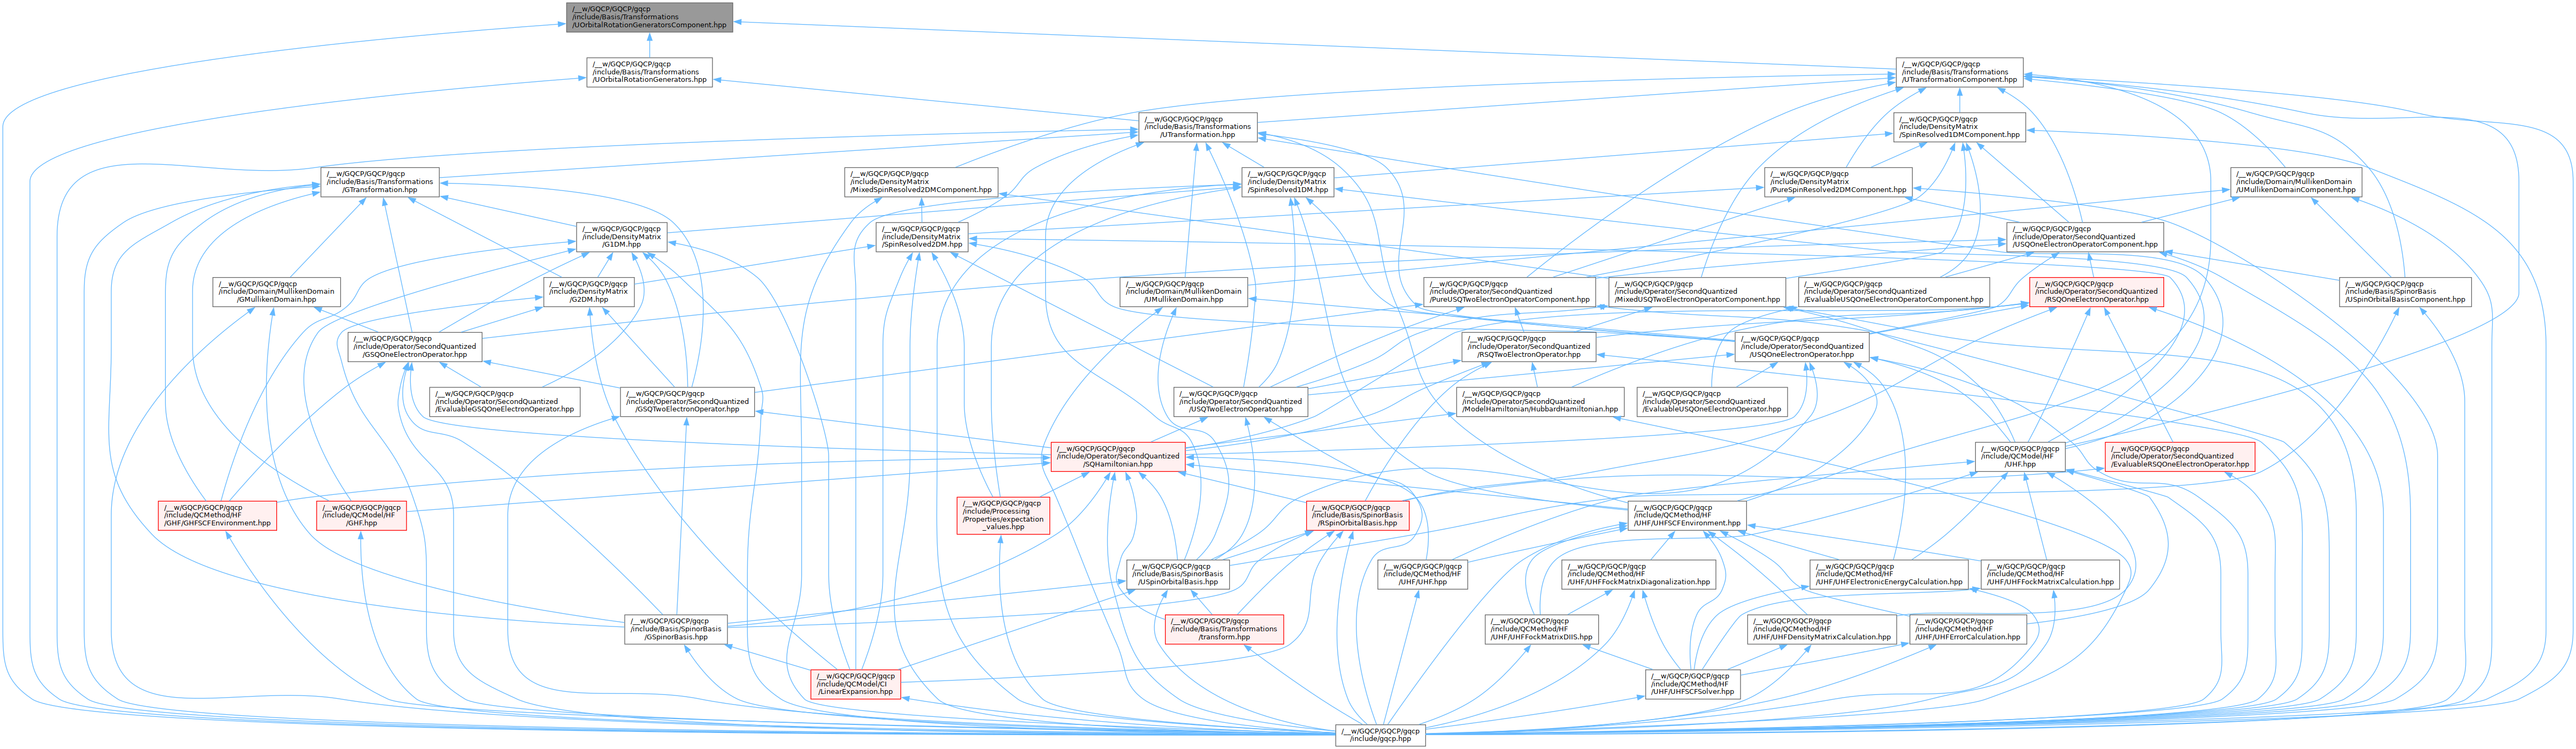 /__w/GQCP/GQCP/gqcp
/include/Basis/Transformations
/UOrbitalRotationGeneratorsComponent.hpp
/__w/GQCP/GQCP/gqcp
/include/Basis/Transformations
/UOrbitalRotationGenerators.hpp
/__w/GQCP/GQCP/gqcp
/include/Basis/Transformations
/UTransformationComponent.hpp
/__w/GQCP/GQCP/gqcp
/include/Basis/Transformations
/UTransformation.hpp
/__w/GQCP/GQCP/gqcp
/include/DensityMatrix
/SpinResolved1DMComponent.hpp
/__w/GQCP/GQCP/gqcp
/include/Basis/Transformations
/GTransformation.hpp
/__w/GQCP/GQCP/gqcp
/include/DensityMatrix
/MixedSpinResolved2DMComponent.hpp
/__w/GQCP/GQCP/gqcp
/include/DensityMatrix
/SpinResolved1DM.hpp
/__w/GQCP/GQCP/gqcp
/include/DensityMatrix
/PureSpinResolved2DMComponent.hpp
/__w/GQCP/GQCP/gqcp
/include/Domain/MullikenDomain
/UMullikenDomainComponent.hpp
/__w/GQCP/GQCP/gqcp
/include/DensityMatrix
/G1DM.hpp
/__w/GQCP/GQCP/gqcp
/include/DensityMatrix
/SpinResolved2DM.hpp
/__w/GQCP/GQCP/gqcp
/include/Operator/SecondQuantized
/USQOneElectronOperatorComponent.hpp
/__w/GQCP/GQCP/gqcp
/include/Domain/MullikenDomain
/GMullikenDomain.hpp
/__w/GQCP/GQCP/gqcp
/include/DensityMatrix
/G2DM.hpp
/__w/GQCP/GQCP/gqcp
/include/Domain/MullikenDomain
/UMullikenDomain.hpp
/__w/GQCP/GQCP/gqcp
/include/Operator/SecondQuantized
/PureUSQTwoElectronOperatorComponent.hpp
/__w/GQCP/GQCP/gqcp
/include/Operator/SecondQuantized
/MixedUSQTwoElectronOperatorComponent.hpp
/__w/GQCP/GQCP/gqcp
/include/Operator/SecondQuantized
/EvaluableUSQOneElectronOperatorComponent.hpp
/__w/GQCP/GQCP/gqcp
/include/Operator/SecondQuantized
/RSQOneElectronOperator.hpp
/__w/GQCP/GQCP/gqcp
/include/Basis/SpinorBasis
/USpinOrbitalBasisComponent.hpp
/__w/GQCP/GQCP/gqcp
/include/Operator/SecondQuantized
/GSQOneElectronOperator.hpp
/__w/GQCP/GQCP/gqcp
/include/Operator/SecondQuantized
/RSQTwoElectronOperator.hpp
/__w/GQCP/GQCP/gqcp
/include/Operator/SecondQuantized
/USQOneElectronOperator.hpp
/__w/GQCP/GQCP/gqcp
/include/Operator/SecondQuantized
/EvaluableGSQOneElectronOperator.hpp
/__w/GQCP/GQCP/gqcp
/include/Operator/SecondQuantized
/GSQTwoElectronOperator.hpp
/__w/GQCP/GQCP/gqcp
/include/Operator/SecondQuantized
/USQTwoElectronOperator.hpp
/__w/GQCP/GQCP/gqcp
/include/Operator/SecondQuantized
/ModelHamiltonian/HubbardHamiltonian.hpp
/__w/GQCP/GQCP/gqcp
/include/Operator/SecondQuantized
/EvaluableUSQOneElectronOperator.hpp
/__w/GQCP/GQCP/gqcp
/include/Operator/SecondQuantized
/SQHamiltonian.hpp
/__w/GQCP/GQCP/gqcp
/include/QCModel/HF
/UHF.hpp
/__w/GQCP/GQCP/gqcp
/include/Operator/SecondQuantized
/EvaluableRSQOneElectronOperator.hpp
/__w/GQCP/GQCP/gqcp
/include/QCMethod/HF
/GHF/GHFSCFEnvironment.hpp
/__w/GQCP/GQCP/gqcp
/include/QCModel/HF
/GHF.hpp
/__w/GQCP/GQCP/gqcp
/include/Processing
/Properties/expectation
_values.hpp
/__w/GQCP/GQCP/gqcp
/include/Basis/SpinorBasis
/RSpinOrbitalBasis.hpp
/__w/GQCP/GQCP/gqcp
/include/QCMethod/HF
/UHF/UHFSCFEnvironment.hpp
/__w/GQCP/GQCP/gqcp
/include/Basis/SpinorBasis
/USpinOrbitalBasis.hpp
/__w/GQCP/GQCP/gqcp
/include/QCMethod/HF
/UHF/UHF.hpp
/__w/GQCP/GQCP/gqcp
/include/QCMethod/HF
/UHF/UHFFockMatrixDiagonalization.hpp
/__w/GQCP/GQCP/gqcp
/include/QCMethod/HF
/UHF/UHFElectronicEnergyCalculation.hpp
/__w/GQCP/GQCP/gqcp
/include/QCMethod/HF
/UHF/UHFFockMatrixCalculation.hpp
/__w/GQCP/GQCP/gqcp
/include/Basis/SpinorBasis
/GSpinorBasis.hpp
/__w/GQCP/GQCP/gqcp
/include/Basis/Transformations
/transform.hpp
/__w/GQCP/GQCP/gqcp
/include/QCMethod/HF
/UHF/UHFFockMatrixDIIS.hpp
/__w/GQCP/GQCP/gqcp
/include/QCMethod/HF
/UHF/UHFDensityMatrixCalculation.hpp
/__w/GQCP/GQCP/gqcp
/include/QCMethod/HF
/UHF/UHFErrorCalculation.hpp
/__w/GQCP/GQCP/gqcp
/include/QCModel/CI
/LinearExpansion.hpp
/__w/GQCP/GQCP/gqcp
/include/QCMethod/HF
/UHF/UHFSCFSolver.hpp
/__w/GQCP/GQCP/gqcp
/include/gqcp.hpp